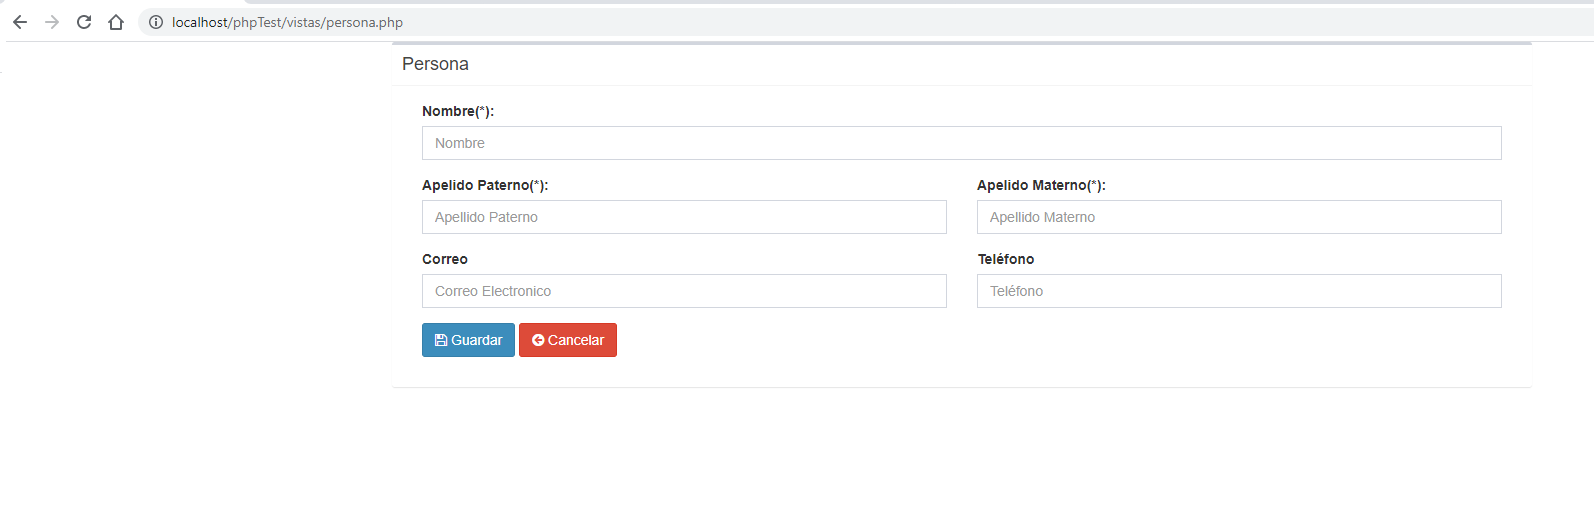 localhost/phpTest/vistas/persona.php
Persona
Nombre(*):
Nombre
Apelido Paterno(*): Apelido Materno(*):
Apellido Paterno Apellido Materno
Correo Teléfono
Correo Electronico Teléfono
Guardar Cancelar